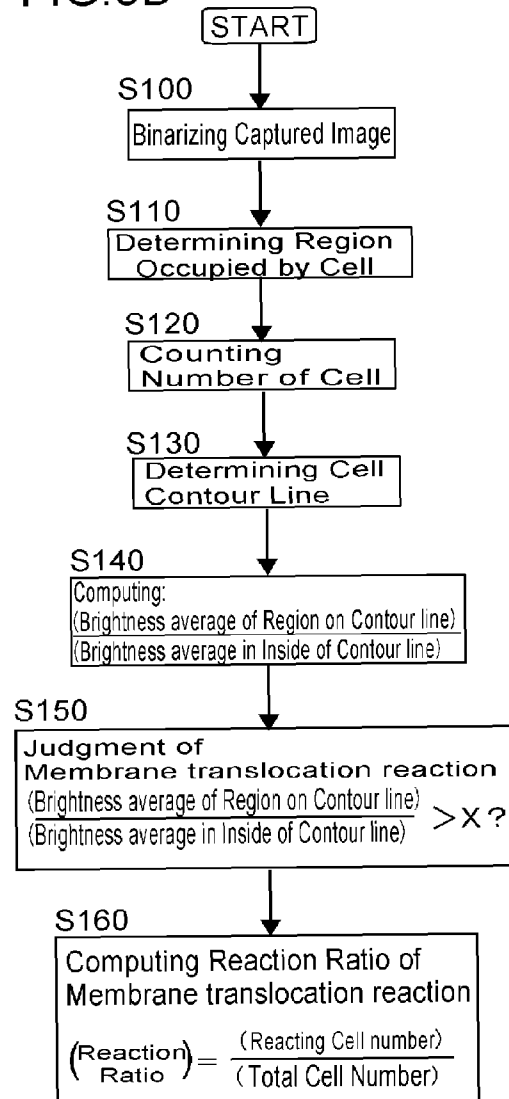 START
S100
Binarizing Captured Image
S110
Determining Region
Occupied by Cell
S120
Counting
Number of Cell
S130
Determining Cell
Contour Line
S140
Computing:
(Brightness average of Region on Contour line)
(Brightness average in Inside of Contour line)
S150
Judgment of
Membrane translocation reaction
(Brightness average of Region on Contour line)
(Brightness average in Inside of Contour line)
>X?
S160
Computing Reaction Ratio of
Membrane translocation reaction
(Reaction Ratio) = (Reacting Cell number)
(Total Cell Number)